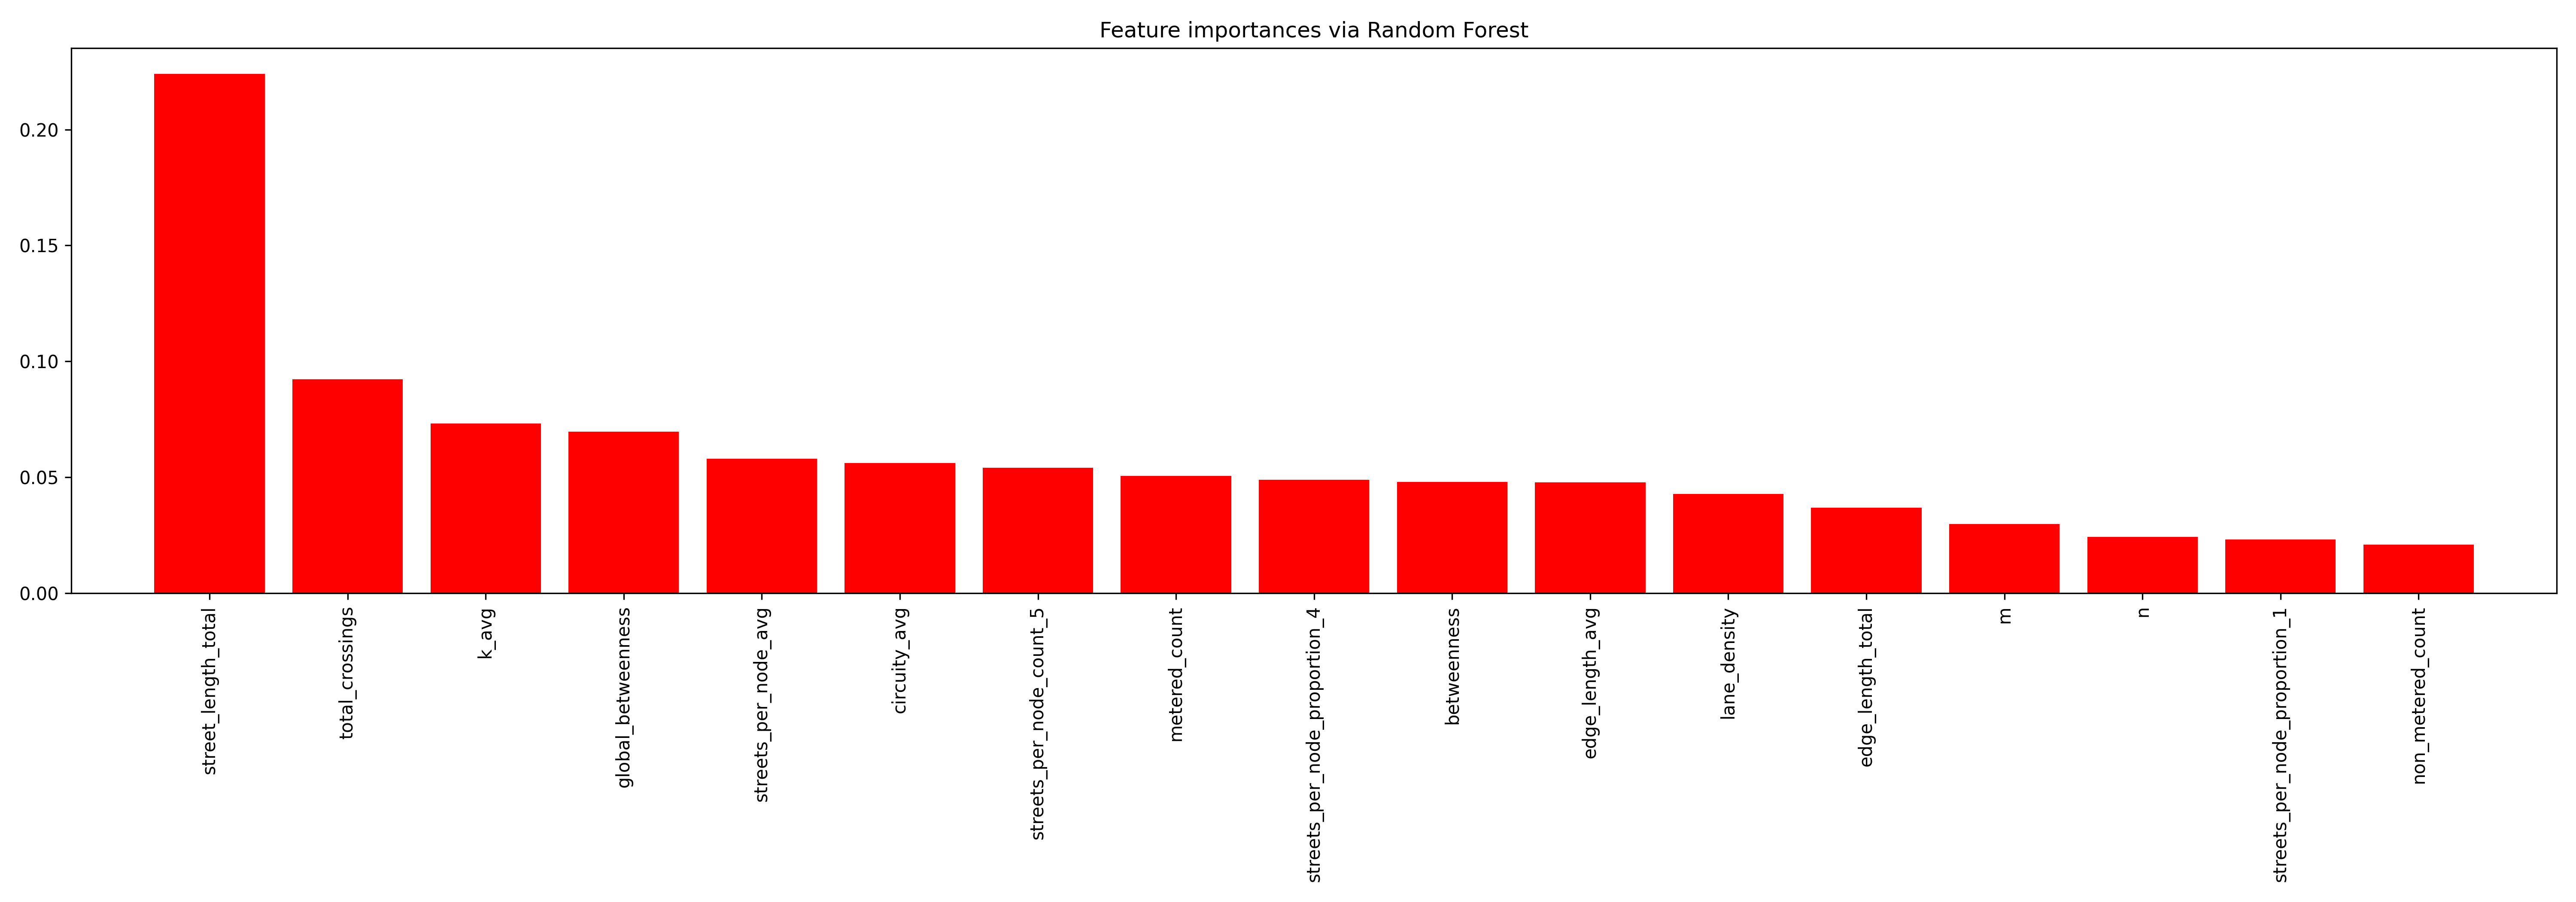 Feature importances via Random Forest
0.20
0.15
0.10
0.05
0.00
street_length_total
total_crossings
k_avg
global_betweenness
streets_per_node_avg
circuity_avg
streets_per_node_count_5
metered_count
streets_per_node_proportion_4
betweenness
edge_length_avg
lane_density
edge_length_total
m
n
streets_per_node_proportion_1
non_metered_count